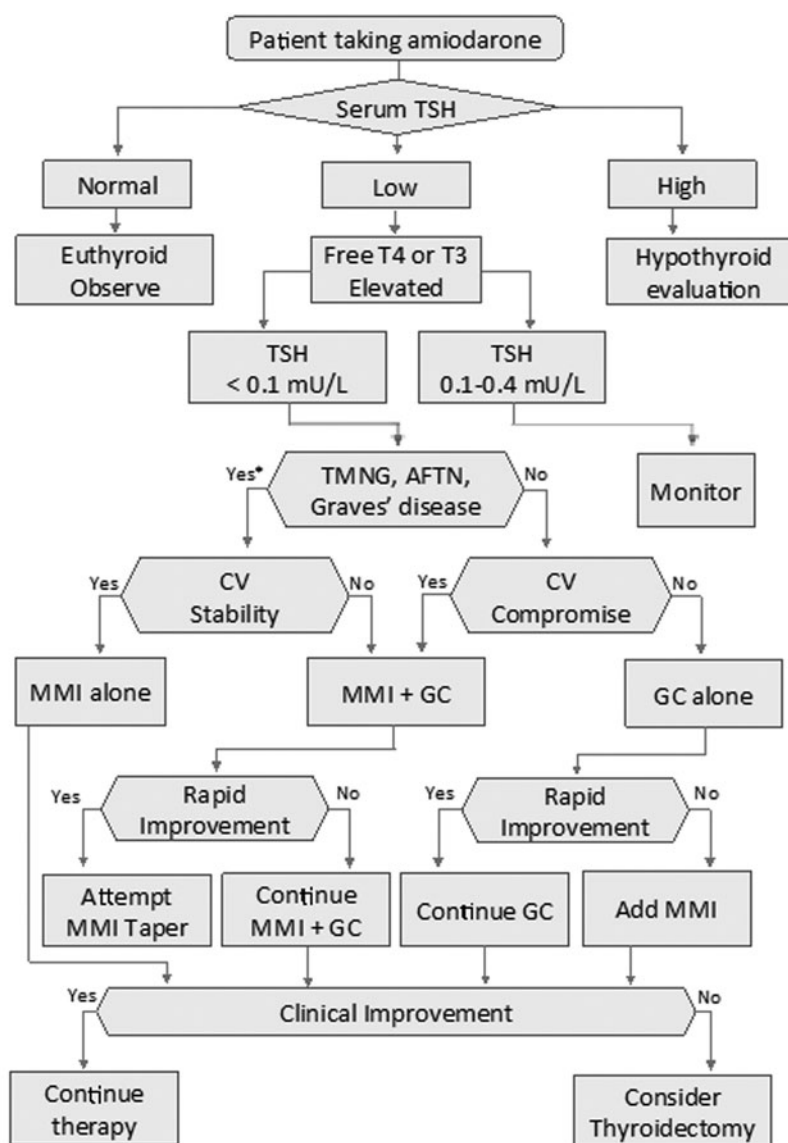 Patient taking amiodarone
Serum TSH
Normal
Low
High
Euthyroid
Observe
Free T4 or T3
Elevated
Hypothyroid
evaluation
TSH
< 0.1 mU/L
TSH
0.1-0.4 mU/L
Yes*
TMNG, AFTN,
Graves' disease
No
Monitor
Yes
CV
Stability
No
Yes
CV
Compromise
No
MMI alone
MMI + GC
GC alone
Yes
Rapid
Improvement
No
Yes
Rapid
Improvement
No
Attempt
MMI Taper
Continue
MMI + GC
Continue GC
Add MMI
Yes
Clinical Improvement
No
Continue
therapy
Consider
Thyroidectomy